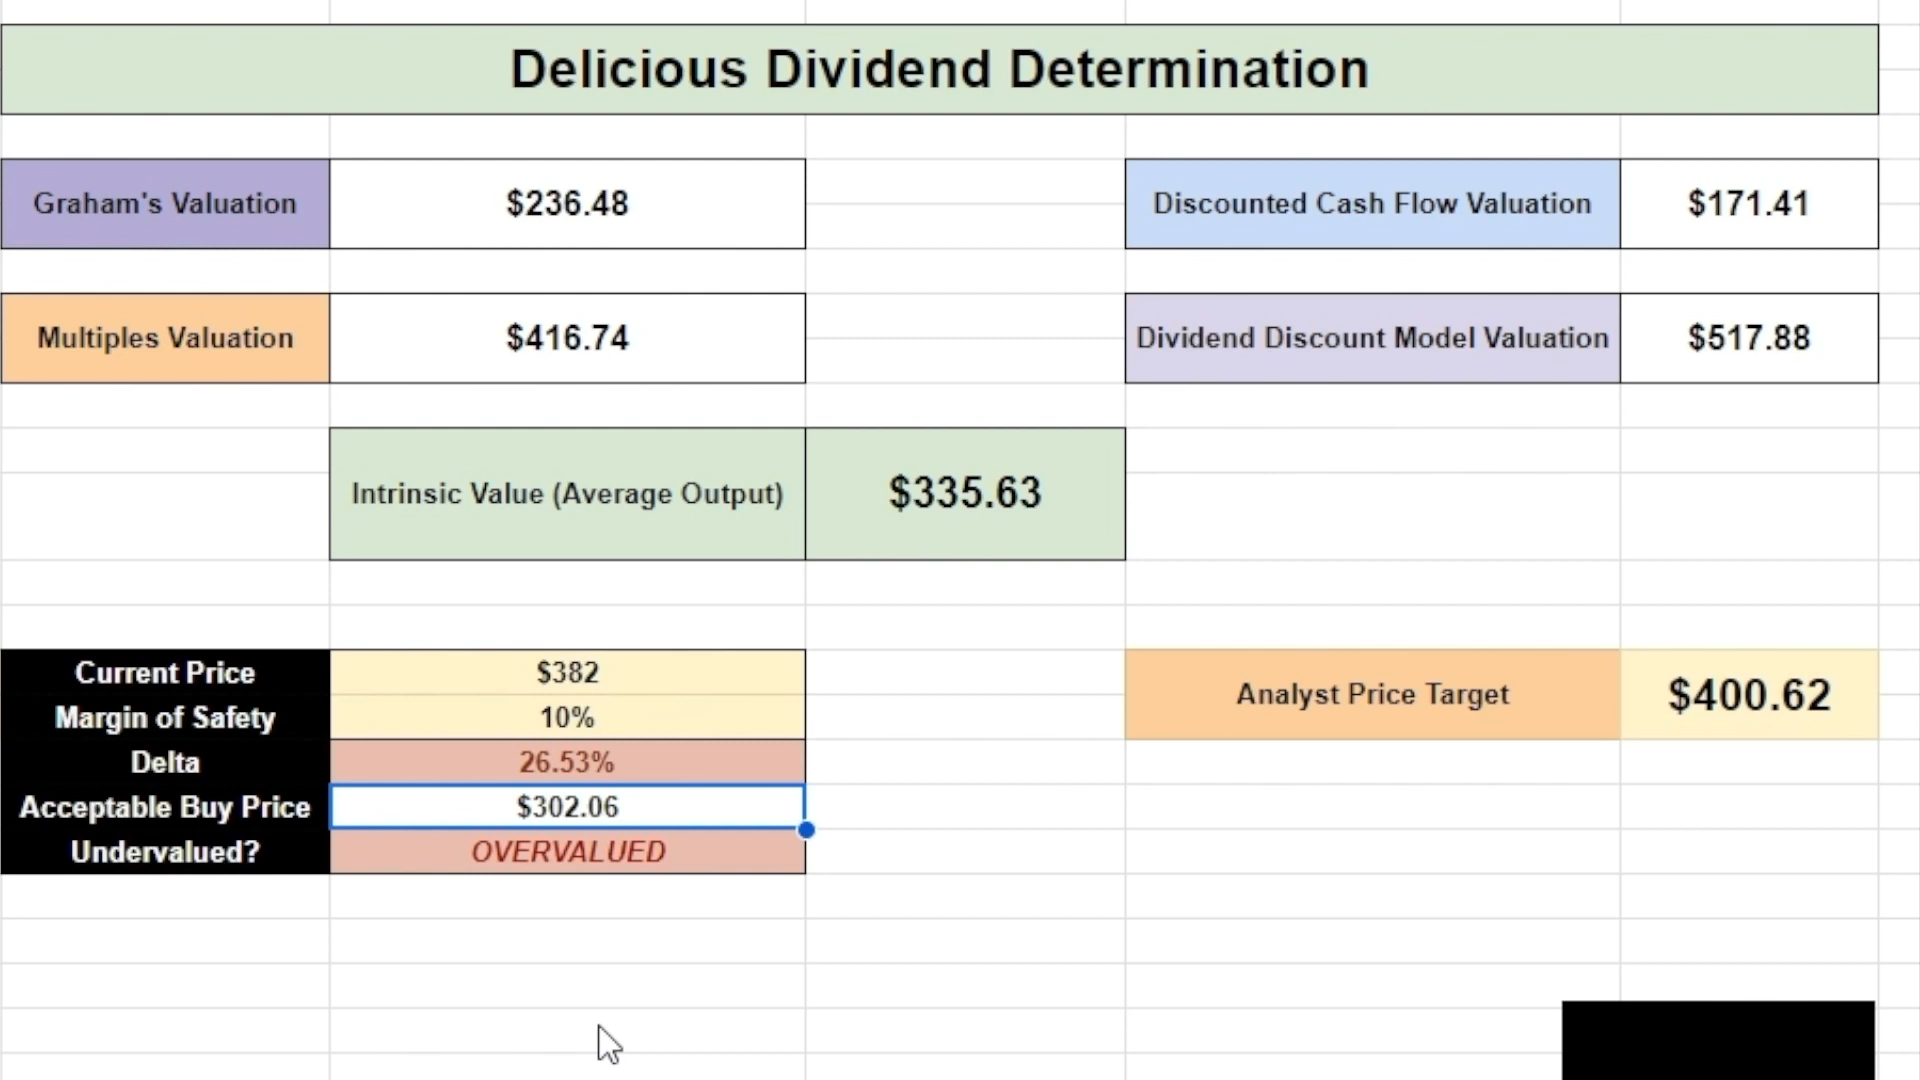 Delicious Dividend Determination
Graham's Valuation $236.48 Discounted Cash Flow Valuation $171.41
Multiples Valuation $416.74 Dividend Discount Model Valuation $517.88
Intrinsic Value (Average Output) $335.63
Current Price $382
Margin of Safety 10%
Analyst Price Target $400.62
Delta 26.53%
Acceptable Buy Price $302.06
Undervalued? OVERVALUED